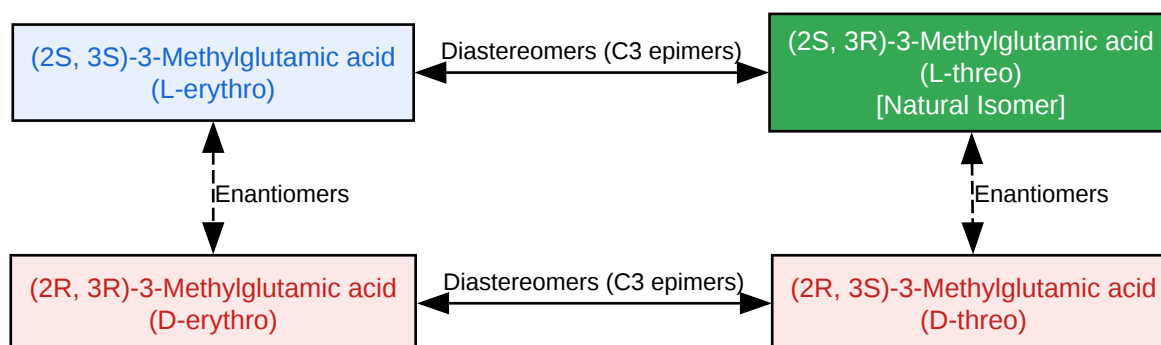 (2S, 3S)-3-Methylglutamic acid
(L-erythro)
Diastereomers (C3 epimers)
(2S, 3R)-3-Methylglutamic acid
(L-threo)
[Natural Isomer]
Enantiomers
Enantiomers
(2R, 3R)-3-Methylglutamic acid
(D-erythro)
Diastereomers (C3 epimers)
(2R, 3S)-3-Methylglutamic acid
(D-threo)